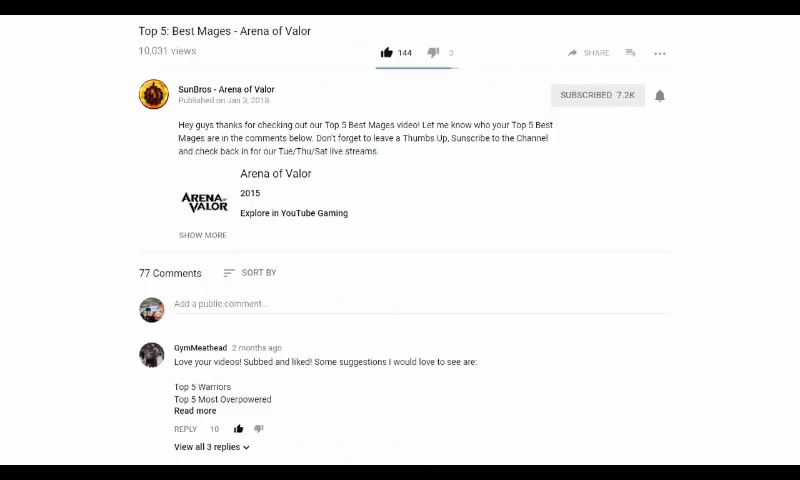 Top 5: Best Mages - Arena of Valor
10,031 views
144
3
SHARE
SunBros - Arena of Valor
Published on Jan 3, 2018
SUBSCRIBED 7.2K
Hey guys thanks for checking out our Top 5 Best Mages video! Let me know who your Top 5 Best
Mages are in the comments below. Don't forget to leave a Thumbs Up, Sunscribe to the Channel
and check back in for our Tue/Thu/Sat live streams.
Arena of Valor
2015
Explore in YouTube Gaming
ARENA OF
VALOR
SHOW MORE
77 Comments
SORT BY
Add a public comment...
GymMeathead 2 months ago
Love your videos! Subbed and liked! Some suggestions I would love to see are:
Top 5 Warriors
Top 5 Most Overpowered
Read more
REPLY 10
View all 3 replies